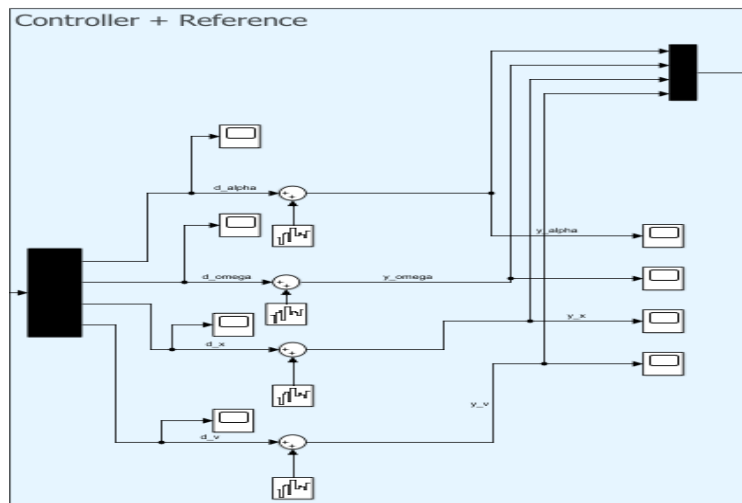 Controller + Reference
d_alpha
y_alpha
d_omega
y_omega
y_x
d_x
y_v
d_v